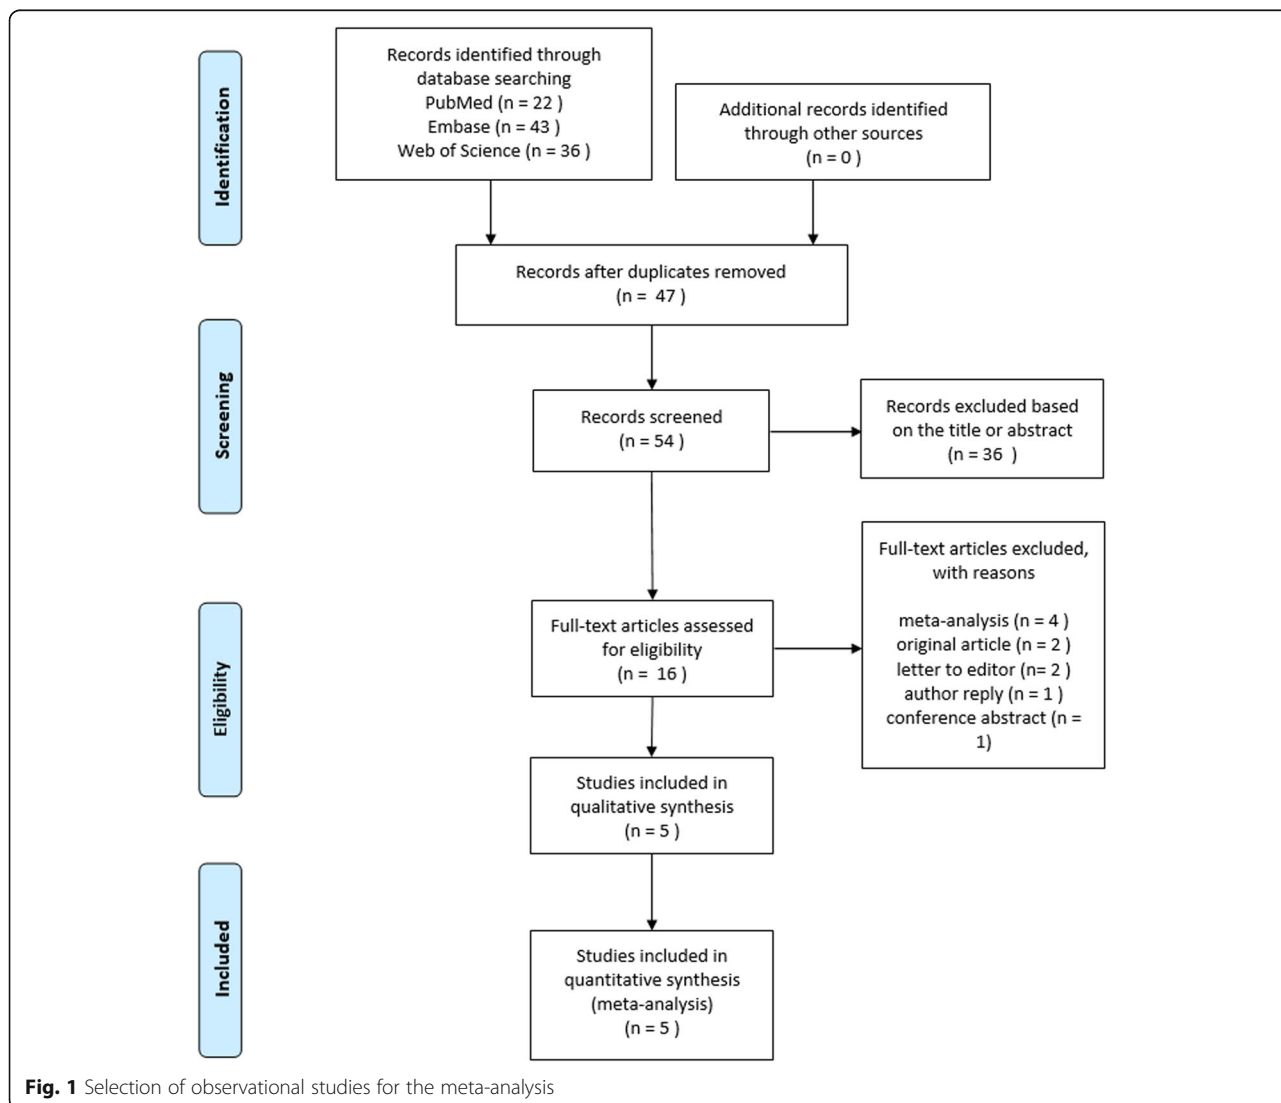 Identification
Records identified through
database searching
PubMed (n = 22 )
Embase (n = 43 )
Web of Science (n = 36 )
Additional records identified
through other sources
(n = 0 )
Records after duplicates removed
(n =  47 )
Screening
Records screened
(n = 54 )
Records excluded based
on the title or abstract
(n = 36  )
Eligibility
Full-text articles assessed
for eligibility
(n =  16 )
Full-text articles excluded,
with reasons
meta-analysis (n = 4 )
original article (n = 2 )
letter to editor (n= 2 )
author reply (n = 1 )
conference abstract (n =
1)
Studies included in
qualitative synthesis
(n = 5 )
Included
Studies included in
quantitative synthesis
(meta-analysis)
(n = 5 )
Fig. 1 Selection of observational studies for the meta-analysis